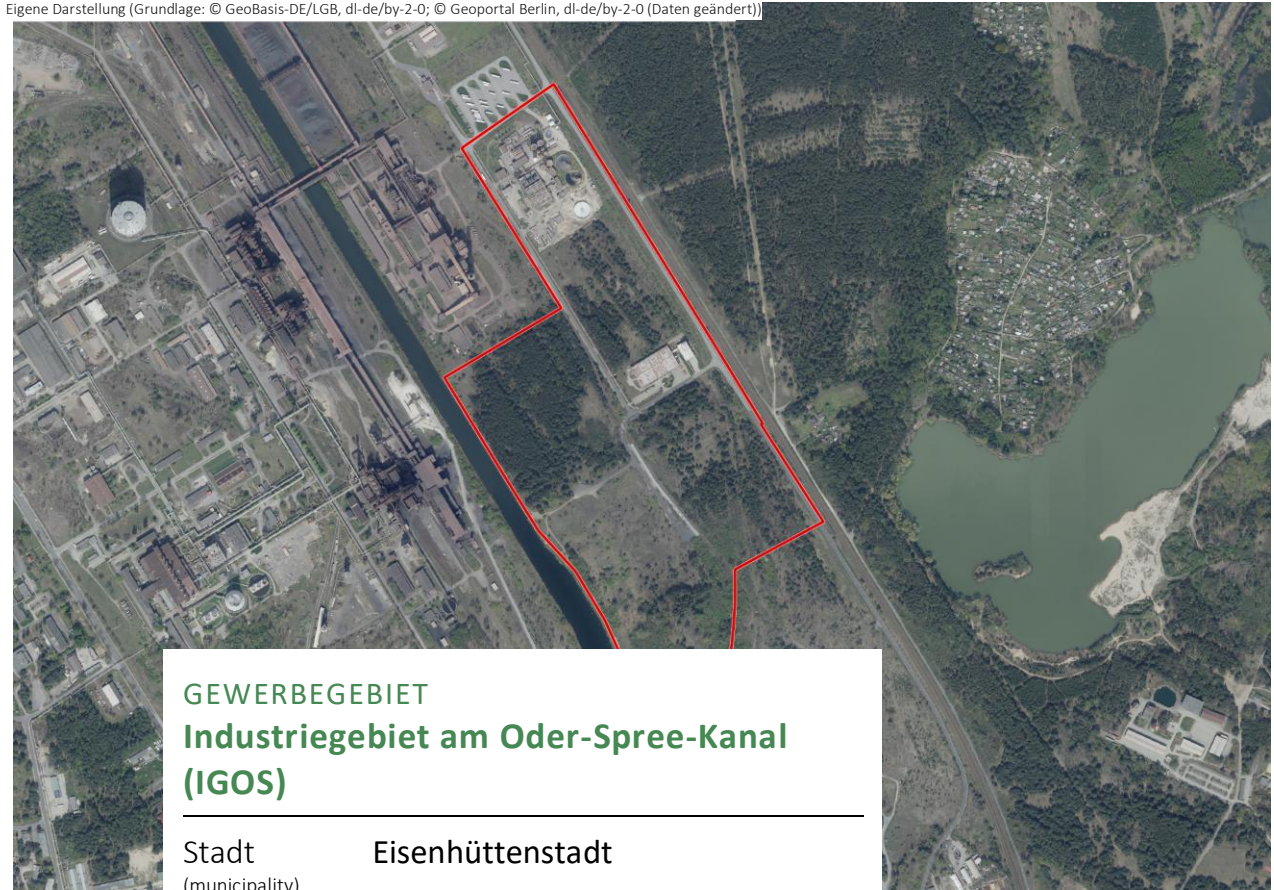 Eigene Darstellung (Grundlage: © GeoBasis-DE/LGB, dl-de/by-2-0; © Geoportal Berlin, dl-de/by-2-0 (Daten geändert))
GEWERBEGEBIET
Industriegebiet am Oder-Spree-Kanal
(IGOS)
Stadt Eisenhüttenstadt
(municipality)